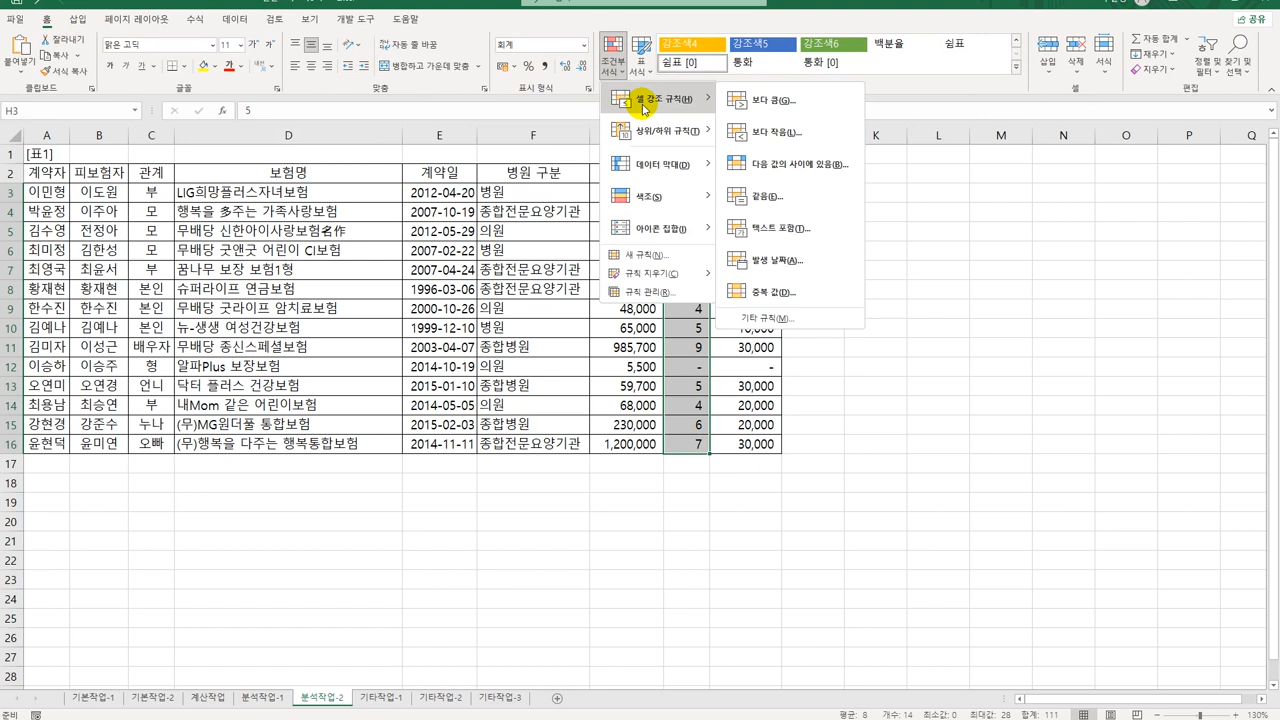 파일 홈 삽입 페이지 레이아웃 수식 데이터 검토 보기 개발 도구 도움말 공유
붙여넣기 잘라내기 복사 서식 복사 클립보드
맑은 고딕 11 가 가 가 글꼴
자동 줄 바꿈 병합하고 가운데 맞춤 맞춤
회계 % 표시 형식
조건부 서식 표 서식
강조색4 강조색5 강조색6 백분율 쉼표
쉼표 [0] 통화 통화 [0]
삽입 삭제 서식 셀
자동 합계 채우기 지우기 정렬 및 필터 찾기 및 선택 편집
H3 fx 5
셀 강조 규칙(H)
상위/하위 규칙(T)
데이터 막대(D)
색조(S)
아이콘 집합(I)
새 규칙(N)...
규칙 지우기(C)
규칙 관리(R)...
보다 큼(G)...
보다 작음(L)...
다음 값의 사이에 있음(B)...
같음(E)...
텍스트 포함(T)...
발생 날짜(A)...
중복 값(D)...
기타 규칙(M)...
A B C D E F K L M N O P Q
1 [표1]
2 계약자 피보험자 관계 보험명 계약일 병원 구분
3 이민형 이도원 부 LIG희망플러스자녀보험 2012-04-20 병원
4 박윤정 이주아 모 행복을 多주는 가족사랑보험 2007-10-19 종합전문요양기관
5 김수영 전정아 모 무배당 신한아이사랑보험名作 2012-05-29 의원
6 최미정 김한성 모 무배당 굿앤굿 어린이 CI보험 2007-02-22 병원
7 최영국 최윤서 부 꿈나무 보장 보험1형 2007-04-24 종합전문요양기관
8 황재현 황재현 본인 슈퍼라이프 연금보험 1996-03-06 종합전문요양기관
9 한수진 한수진 본인 무배당 굿라이프 암치료보험 2000-10-26 의원 48,000 4
10 김예나 김예나 본인 뉴-생생 여성건강보험 1999-12-10 병원 65,000 5
11 김미자 이성근 배우자 무배당 종신스페셜보험 2003-04-07 종합병원 985,700 9 30,000
12 이승하 이승주 형 알파Plus 보장보험 2014-10-19 의원 5,500 - -
13 오연미 오연경 언니 닥터 플러스 건강보험 2015-01-10 종합병원 59,700 5 30,000
14 최용남 최승연 부 내Mom 같은 어린이보험 2014-05-05 의원 68,000 4 20,000
15 강현경 강준수 누나 (무)MG원더풀 통합보험 2015-02-03 종합병원 230,000 6 20,000
16 윤현덕 윤미연 오빠 (무)행복을 다주는 행복통합보험 2014-11-11 종합전문요양기관 1,200,000 7 30,000
17
18
19
20
21
22
23
24
25
26
27
28
기본작업-1 기본작업-2 계산작업 분석작업-1 분석작업-2 기타작업-1 기타작업-2 기타작업-3
준비 평균: 8 개수: 14 최소값: 0 최대값: 28 합계: 111 130%